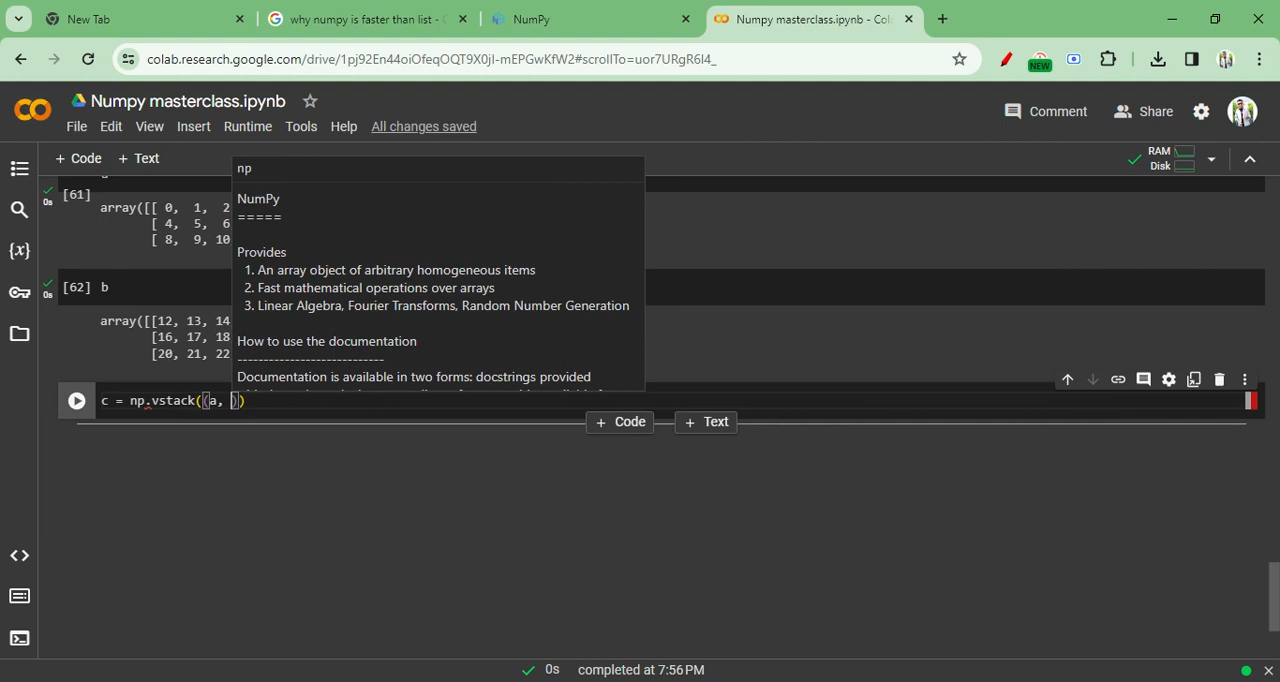 New Tab
why numpy is faster than list - G
NumPy
Numpy masterclass.ipynb - Col
colab.research.google.com/drive/1pj92En44oiOfeqOQT9X0jI-mEPGwKfW2#scrollTo=uor7URgR6I4_
NEW
Numpy masterclass.ipynb
Comment
Share
File Edit View Insert Runtime Tools Help All changes saved
+ Code + Text
RAM
Disk
np
0s [61]
array([[ 0, 1, 2
[ 4, 5, 6
[ 8, 9, 10
NumPy
=====
Provides
1. An array object of arbitrary homogeneous items
2. Fast mathematical operations over arrays
3. Linear Algebra, Fourier Transforms, Random Number Generation
How to use the documentation
----------------------------
Documentation is available in two forms: docstrings provided
0s [62] b
array([[12, 13, 14
[16, 17, 18
[20, 21, 22
c = np.vstack((a, ))
+ Code + Text
0s completed at 7:56 PM